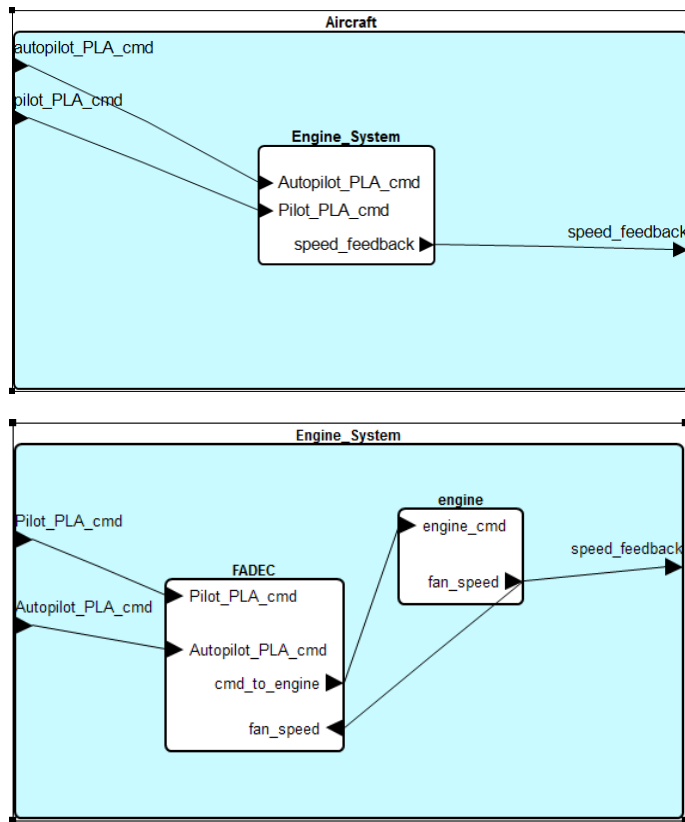 Aircraft
autopilot_PLA_cmd
pilot_PLA_cmd
Engine_System
Autopilot_PLA_cmd
Pilot_PLA_cmd
speed_feedback
speed_feedback
Engine_System
Pilot_PLA_cmd
Autopilot_PLA_cmd
FADEC
Pilot_PLA_cmd
Autopilot_PLA_cmd
cmd_to_engine
fan_speed
engine
engine_cmd
fan_speed
speed_feedback